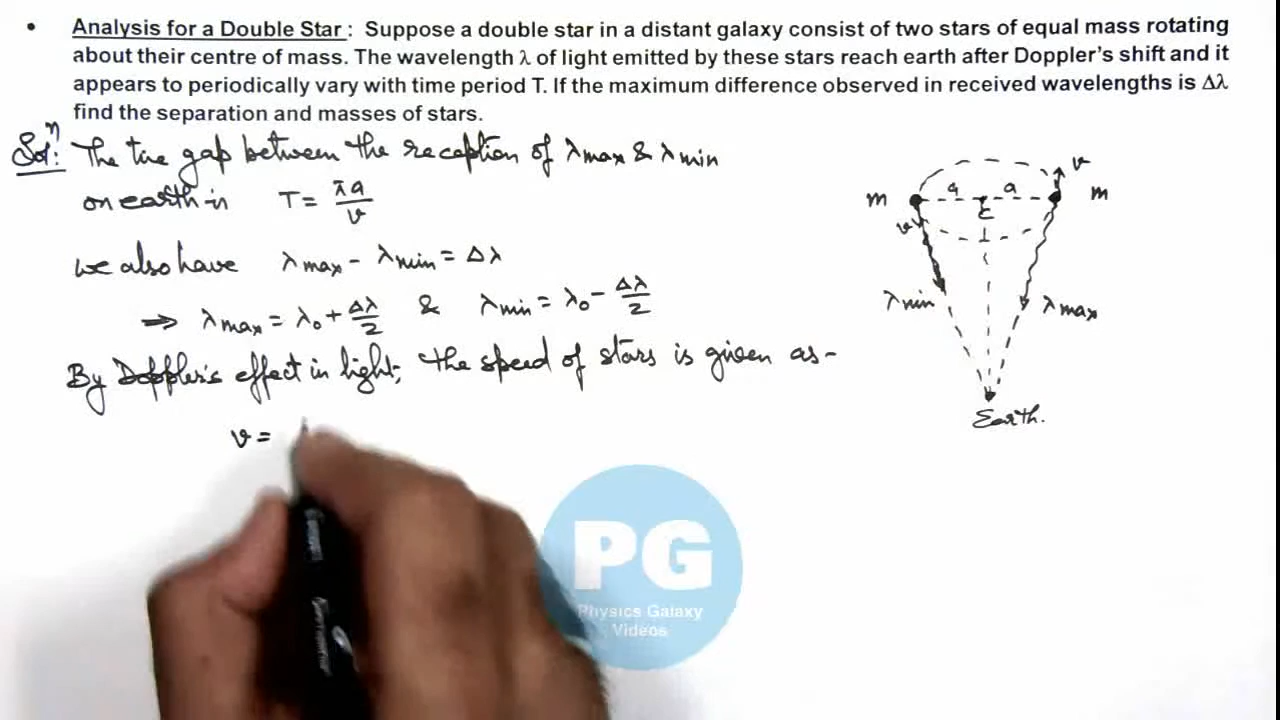 • Analysis for a Double Star : Suppose a double star in a distant galaxy consist of two stars of equal mass rotating
about their centre of mass. The wavelength λ of light emitted by these stars reach earth after Doppler's shift and it
appears to periodically vary with time period T. If the maximum difference observed in received wavelengths is Δλ
find the separation and masses of stars.
Solⁿ: The time gap between the reception of λmax & λmin
on earth is T = πa/v
we also have λmax - λmin = Δλ
⇒ λmax = λ₀ + Δλ/2 & λmin = λ₀ - Δλ/2
By Doppler's effect in light, the speed of stars is given as-
v =
v
m a a m
C
v
λmin λmax
Earth.
PG
Physics Galaxy
Videos